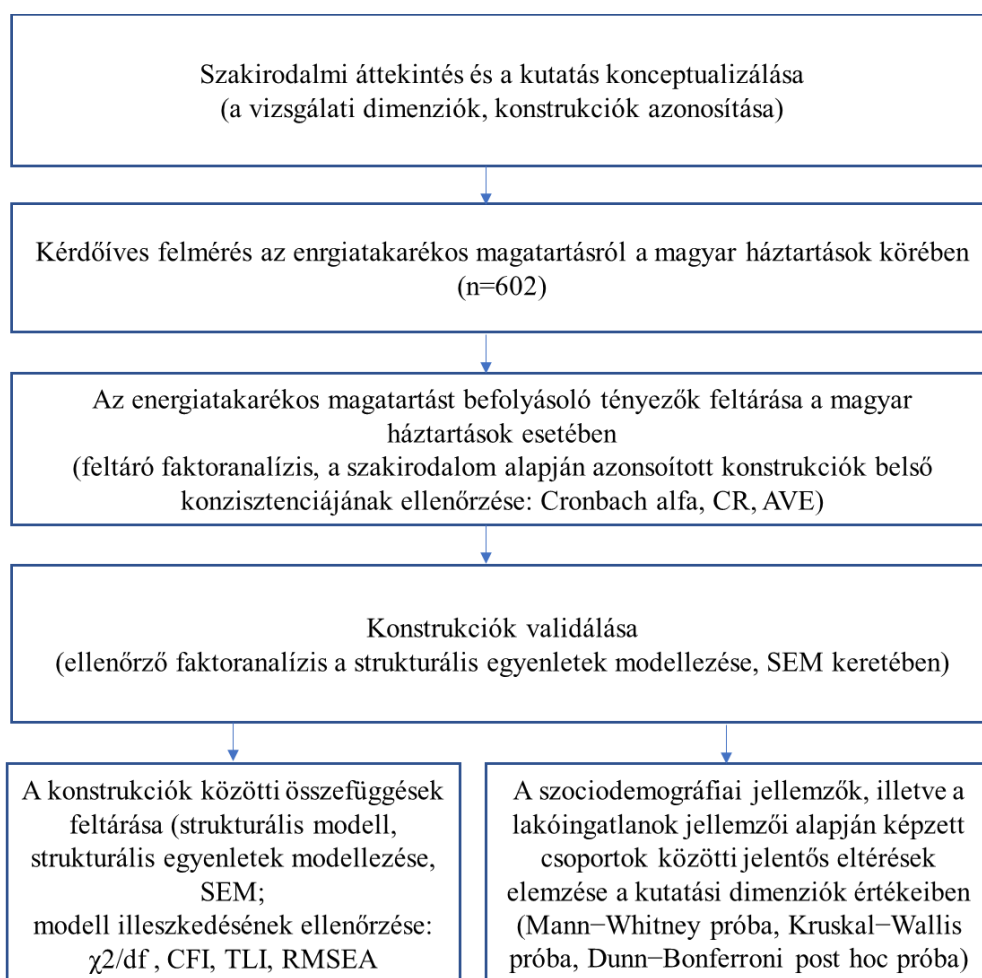 Szakirodalmi áttekintés és a kutatás konceptualizálása
(a vizsgálati dimenziók, konstrukciók azonosítása)
Kérdőíves felmérés az enrgiatakarékos magatartásról a magyar háztartások körében
(n=602)
Az energiatakarékos magatartást befolyásoló tényezők feltárása a magyar
háztartások esetében
(feltáró faktoranalízis, a szakirodalom alapján azonsoított konstrukciók belső
konzisztenciájának ellenőrzése: Cronbach alfa, CR, AVE)
Konstrukciók validálása
(ellenőrző faktoranalízis a strukturális egyenletek modellezése, SEM keretében)
A konstrukciók közötti összefüggések
feltárása (strukturális modell,
strukturális egyenletek modellezése,
SEM;
modell illeszkedésének ellenőrzése:
χ2/df , CFI, TLI, RMSEA
A szociodemográfiai jellemzők, illetve a
lakóingatlanok jellemzői alapján képzett
csoportok közötti jelentős eltérések
elemzése a kutatási dimenziók értékeiben
(Mann−Whitney próba, Kruskal−Wallis
próba, Dunn−Bonferroni post hoc próba)